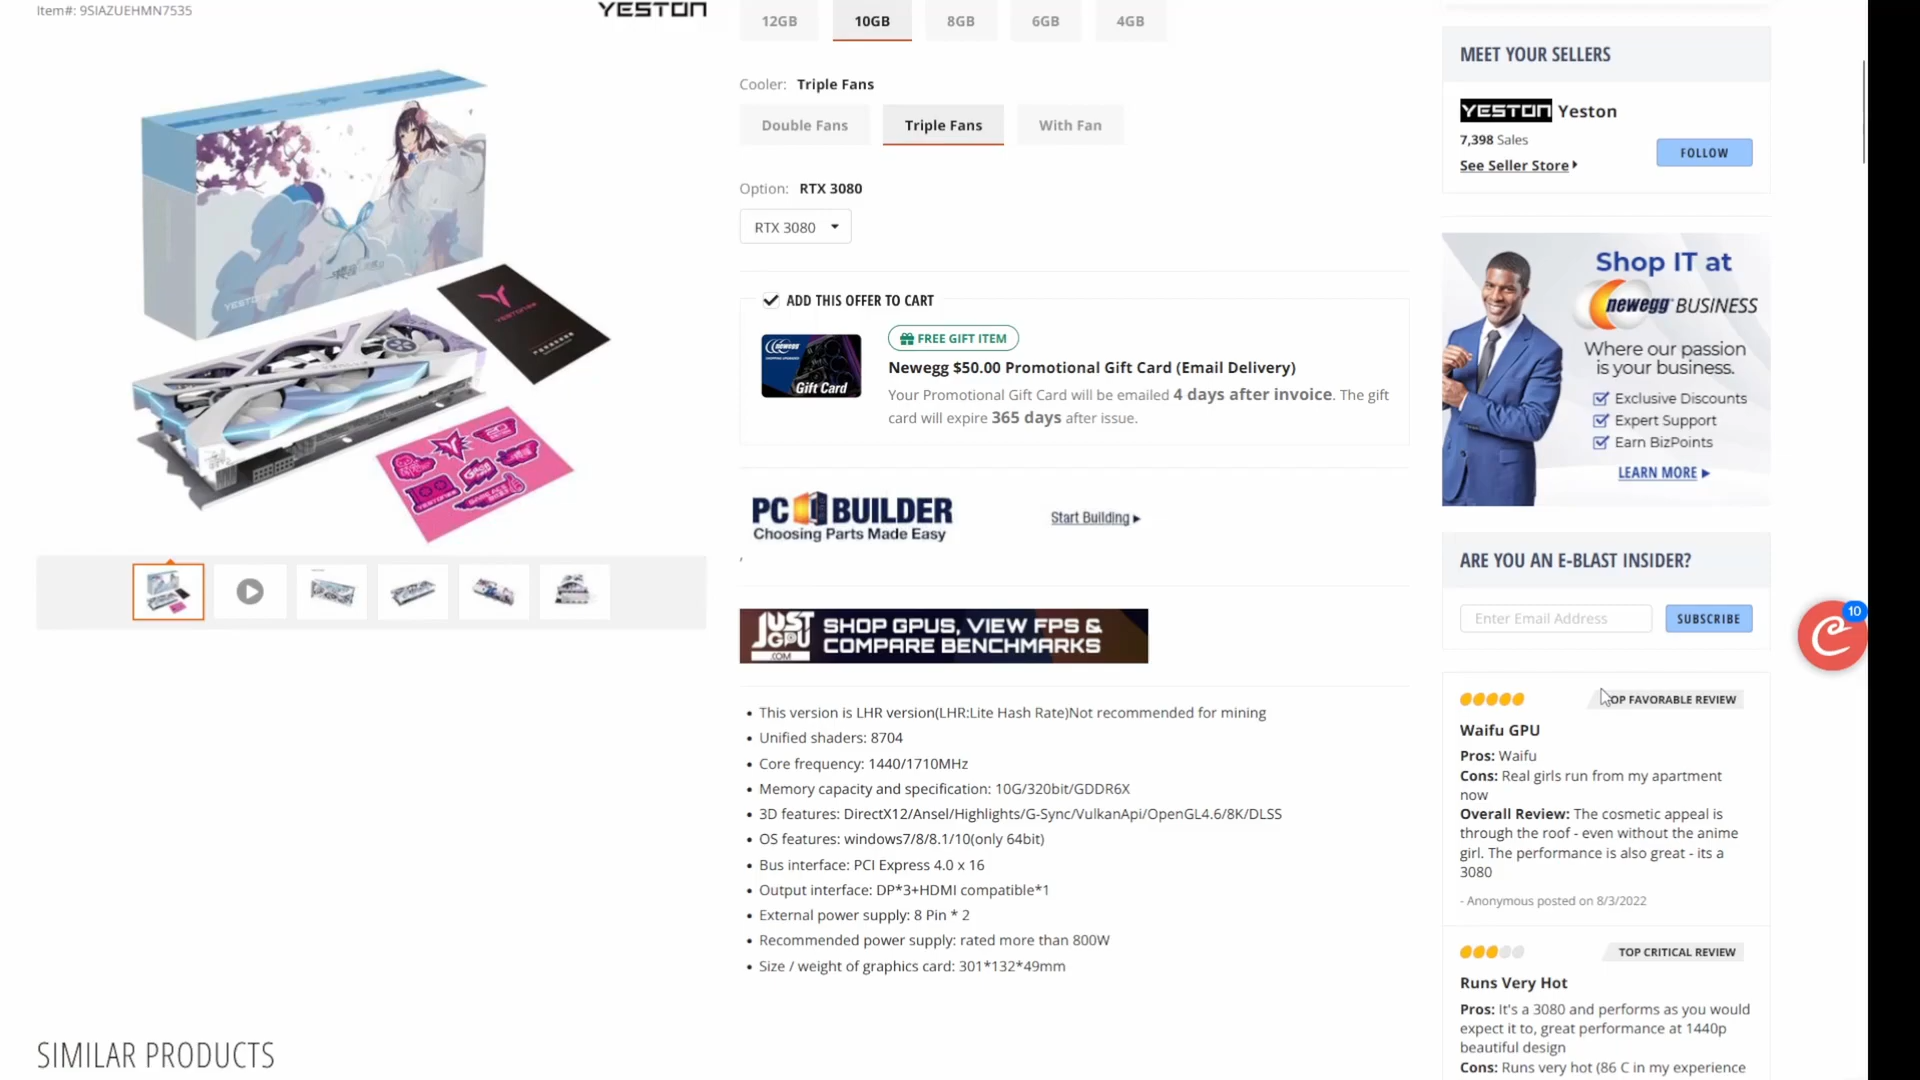 Item#: 9SIAZUEHMN7535
YESTON
12GB
10GB
8GB
6GB
4GB
Cooler: Triple Fans
Double Fans
Triple Fans
With Fan
Option: RTX 3080
RTX 3080
ADD THIS OFFER TO CART
newegg
Gift Card
FREE GIFT ITEM
Newegg $50.00 Promotional Gift Card (Email Delivery)
Your Promotional Gift Card will be emailed 4 days after invoice. The gift
card will expire 365 days after issue.
PC BUILDER
Choosing Parts Made Easy
Start Building
,
JUST
GPU
.COM
SHOP GPUS, VIEW FPS &
COMPARE BENCHMARKS
• This version is LHR version(LHR:Lite Hash Rate)Not recommended for mining
• Unified shaders: 8704
• Core frequency: 1440/1710MHz
• Memory capacity and specification: 10G/320bit/GDDR6X
• 3D features: DirectX12/Ansel/Highlights/G-Sync/VulkanApi/OpenGL4.6/8K/DLSS
• OS features: windows7/8/8.1/10(only 64bit)
• Bus interface: PCI Express 4.0 x 16
• Output interface: DP*3+HDMI compatible*1
• External power supply: 8 Pin * 2
• Recommended power supply: rated more than 800W
• Size / weight of graphics card: 301*132*49mm
SIMILAR PRODUCTS
MEET YOUR SELLERS
YESTON Yeston
7,398 Sales
See Seller Store
FOLLOW
Shop IT at
newegg BUSINESS
Where our passion
is your business.
Exclusive Discounts
Expert Support
Earn BizPoints
LEARN MORE
ARE YOU AN E-BLAST INSIDER?
Enter Email Address
SUBSCRIBE
10
OP FAVORABLE REVIEW
Waifu GPU
Pros: Waifu
Cons: Real girls run from my apartment
now
Overall Review: The cosmetic appeal is
through the roof - even without the anime
girl. The performance is also great - its a
3080
- Anonymous posted on 8/3/2022
TOP CRITICAL REVIEW
Runs Very Hot
Pros: It's a 3080 and performs as you would
expect it to, great performance at 1440p
beautiful design
Cons: Runs very hot (86 C in my experience